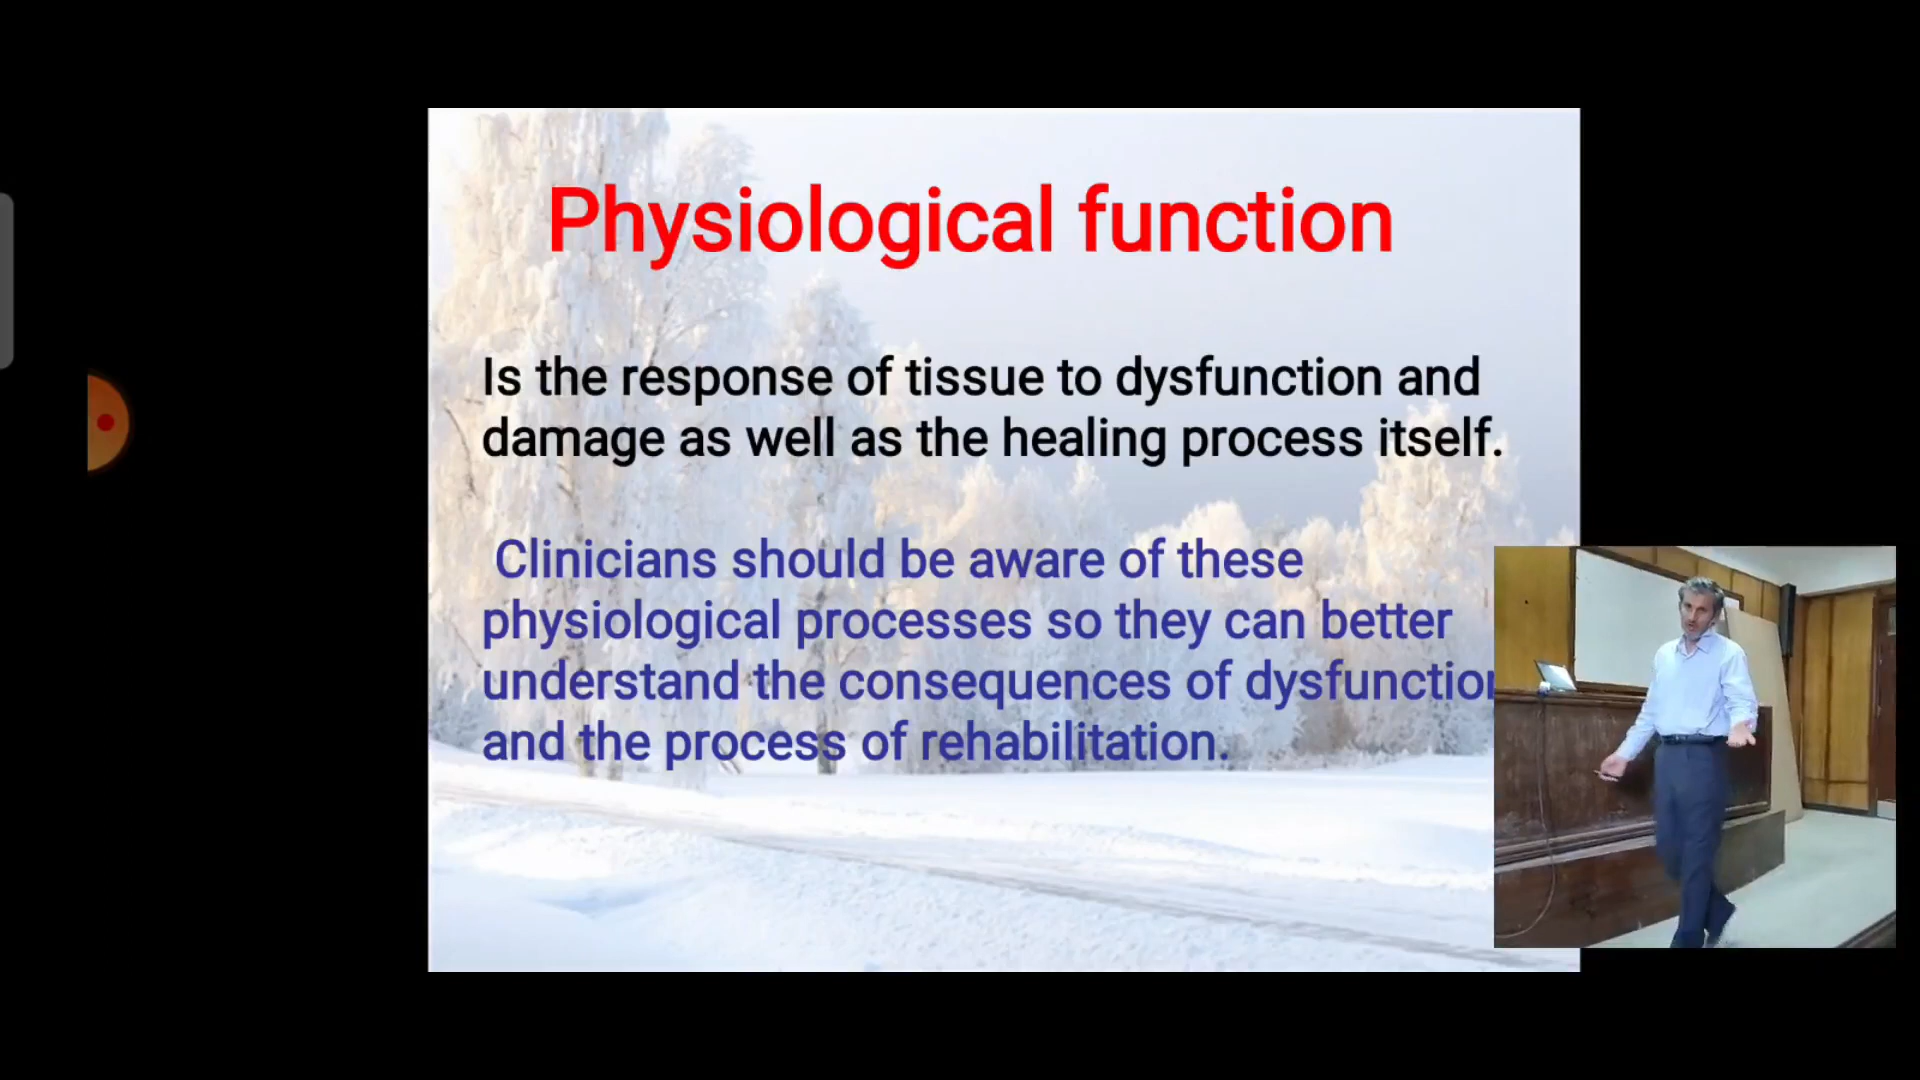 Physiological function
Is the response of tissue to dysfunction and
damage as well as the healing process itself.
Clinicians should be aware of these
physiological processes so they can better
understand the consequences of dysfunction
and the process of rehabilitation.